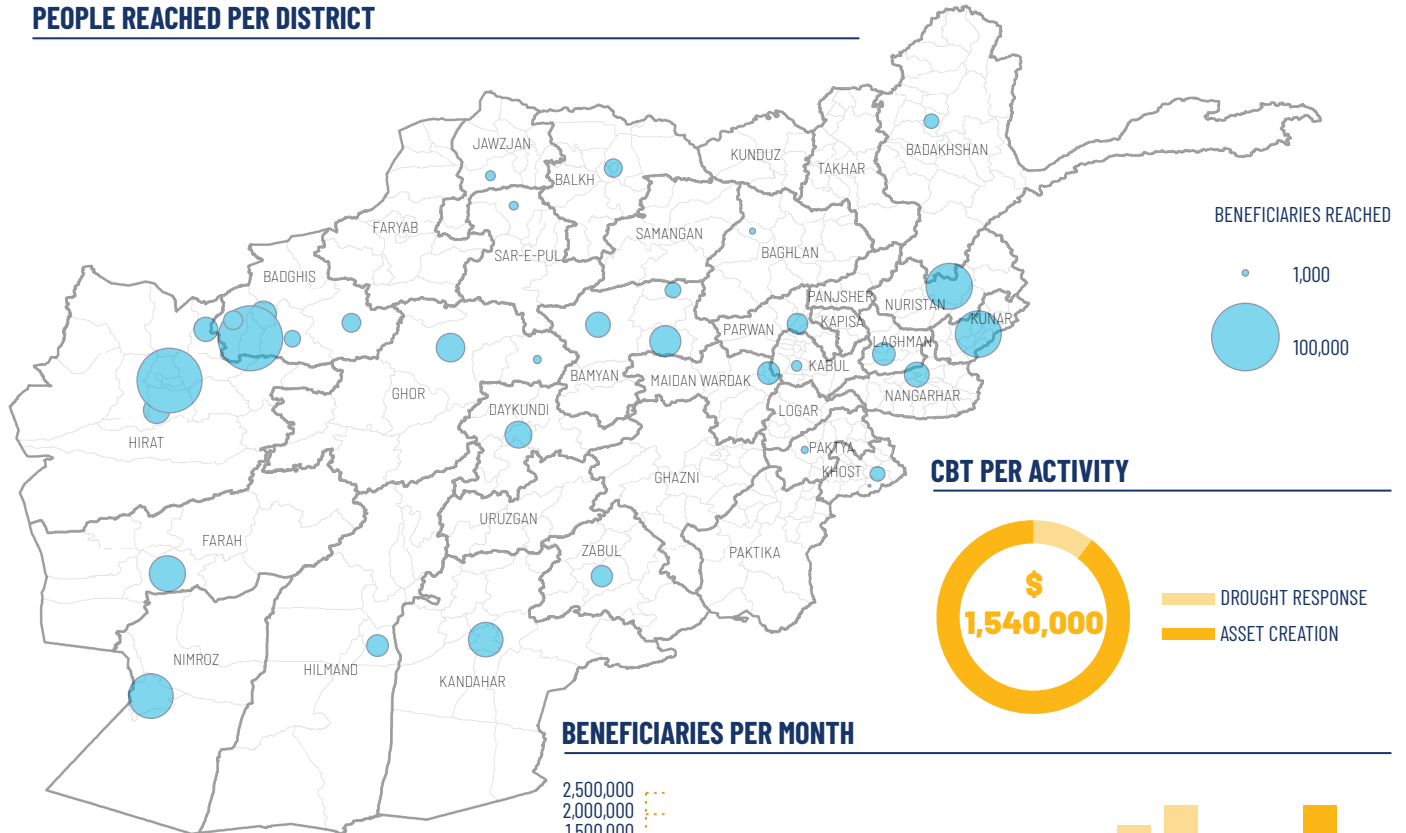 PEOPLE REACHED PER DISTRICT
JAWZJAN
BALKH
KUNDUZ
TAKHAR
BADAKHSHAN
FARYAB
SAR-E-PUL
SAMANGAN
BAGHLAN
BADGHIS
PANJSHER
NURISTAN
KUNAR
PARWAN
KAPISA
LAGHMAN
BAMYAN
MAIDAN WARDAK
KABUL
NANGARHAR
GHOR
DAYKUNDI
LOGAR
HIRAT
PAKTYA
KHOST
GHAZNI
URUZGAN
FARAH
ZABUL
PAKTIKA
NIMROZ
HILMAND
KANDAHAR
BENEFICIARIES REACHED
1,000
100,000
CBT PER ACTIVITY
$
1,540,000
DROUGHT RESPONSE
ASSET CREATION
BENEFICIARIES PER MONTH
2,500,000
2,000,000
1,500,000